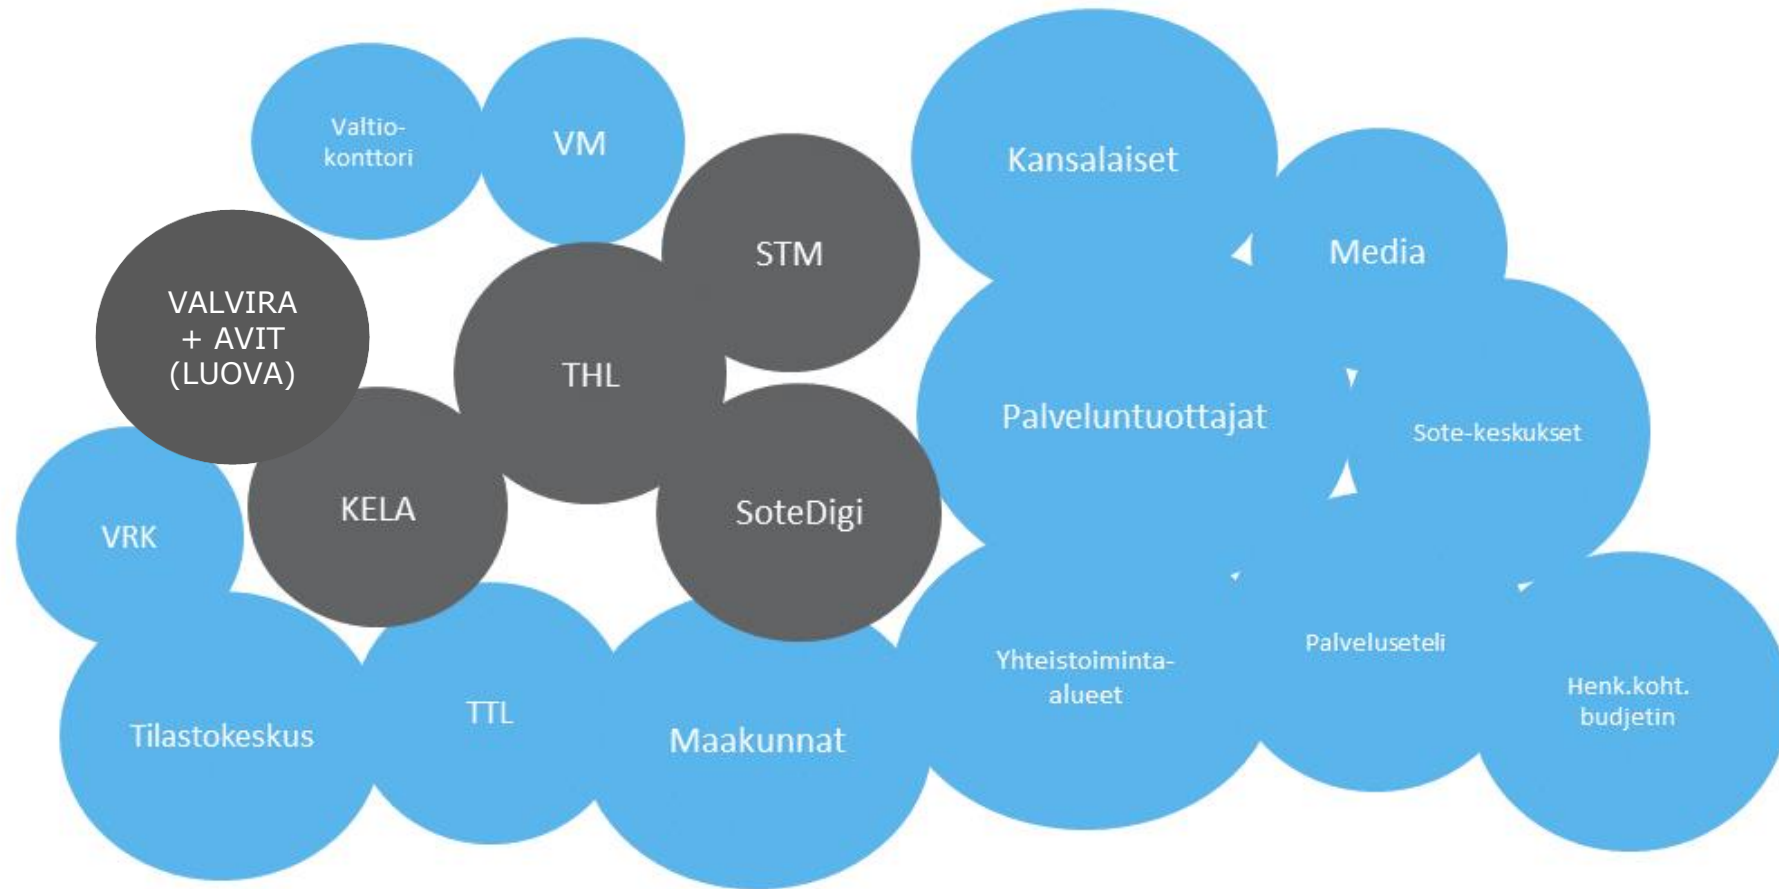 Valtio-
konttori
VM
Kansalaiset
STM
Media
VALVIRA
+ AVIT
(LUOVA)
THL
Palveluntuottajat
Sote-keskukset
KELA
SoteDigi
VRK
Yhteistoiminta-
alueet
Palveluseteli
Henk.koht.
budjetin
Tilastokeskus
TTL
Maakunnat